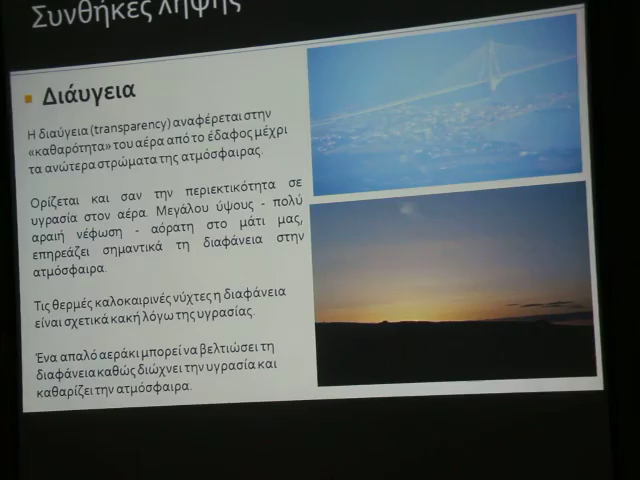 Συνθήκες λήψης
Διάυγεια
Η διαύγεια (transparency) αναφέρεται στην
«καθαρότητα» του αέρα από το έδαφος μέχρι
τα ανώτερα στρώματα της ατμόσφαιρας.
Ορίζεται και σαν την περιεκτικότητα σε
υγρασία στον αέρα. Μεγάλου ύψους - πολύ
αραιή νέφωση - αόρατη στο μάτι μας,
επηρεάζει σημαντικά τη διαφάνεια στην
ατμόσφαιρα.
Τις θερμές καλοκαιρινές νύχτες η διαφάνεια
είναι σχετικά κακή λόγω της υγρασίας.
Ένα απαλό αεράκι μπορεί να βελτιώσει τη
διαφάνεια καθώς διώχνει την υγρασία και
καθαρίζει την ατμόσφαιρα.